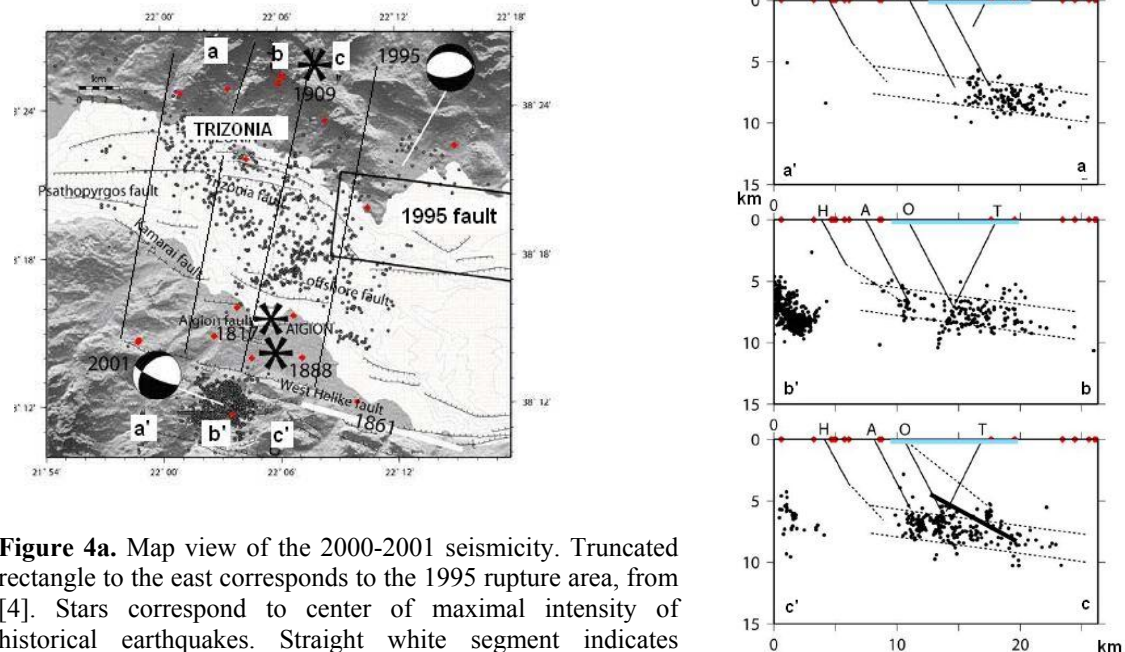 22° 00' 22° 06' 22° 12' 22° 18'
a b c 1995
km
1909
38° 24'
TRIZONIA
Trizonia fault
Psathopyrgos fault
1995 fault
Kamarai fault
38° 18'
offshore fault
Aigion fault
1817 AIGION
2001
1888
West Helike fault
38° 12'
1861
a' b' c'
21° 54' 22° 00' 22° 06' 22° 12'
0
5
10
15
a' a
km 0
H A O T
0
5
10
15
b' b
0
H A O T
0
5
10
15
c' c
0 10 20 km
Figure 4a. Map view of the 2000-2001 seismicity. Truncated
rectangle to the east corresponds to the 1995 rupture area, from
[4]. Stars correspond to center of maximal intensity of
historical earthquakes. Straight white segment indicates